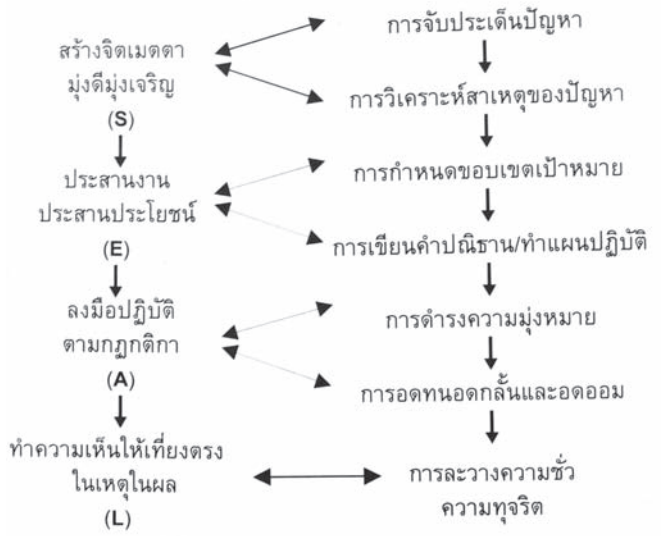 สร้างจิตเมตตา
มุ่งดีมุ่งเจริญ
(S)
ประสานงาน
ประสานประโยชน์
(E)
ลงมือปฏิบัติ
ตามกฎกติกา
(A)
ทำความเห็นให้เที่ยงตรง
ในเหตุในผล
(L)
การจับประเด็นปัญหา
การวิเคราะห์สาเหตุของปัญหา
การกำหนดขอบเขตเป้าหมาย
การเขียนคำปณิธาน/ทำแผนปฏิบัติ
การดำรงความมุ่งหมาย
การอดทนอดกลั้นและอดออม
การละวางความชั่ว
ความทุจริต